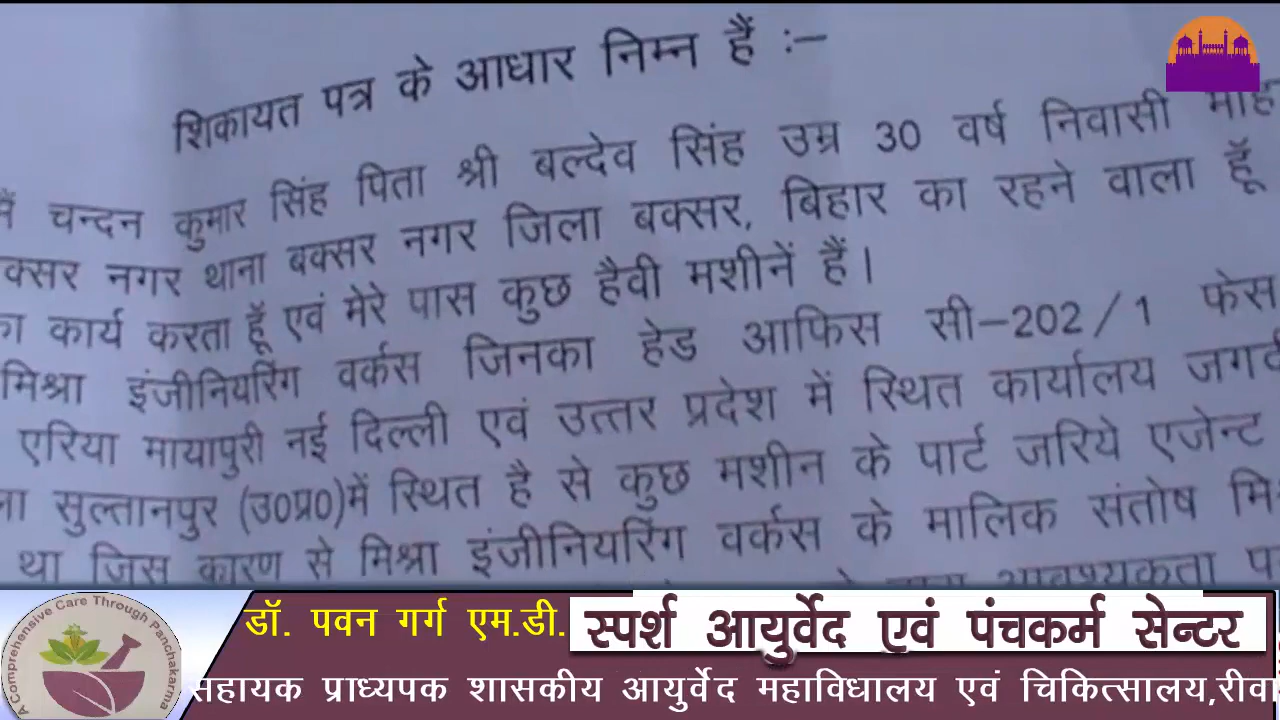 शिकायत पत्र के आधार निम्न हैं :–
चन्दन कुमार सिंह पिता श्री बल्देव सिंह उम्र 30 वर्ष निवासी
नगर थाना बक्सर नगर जिला बक्सर, बिहार का रहने वाला हूँ
कार्य करता हूँ एवं मेरे पास कुछ हैवी मशीनें हैं।
मिश्रा इंजीनियरिंग वर्कस जिनका हेड आफिस सी–202/1 फेस
एरिया मायापुरी नई दिल्ली एवं उत्तर प्रदेश में स्थित कार्यालय
सुल्तानपुर (उ0प्र0)में स्थित है से कुछ मशीन के पार्ट जरिये एजेन्ट
था जिस कारण से मिश्रा इंजीनियरिंग वर्कस के मालिक संतोष
आवश्यकता
A Comprehensive Care Through Panchakarma
डॉ. पवन गर्ग एम.डी. स्पर्श आयुर्वेद एवं पंचकर्म सेन्टर
सहायक प्राध्यपक शासकीय आयुर्वेद महाविधालय एवं चिकित्सालय,रीवा